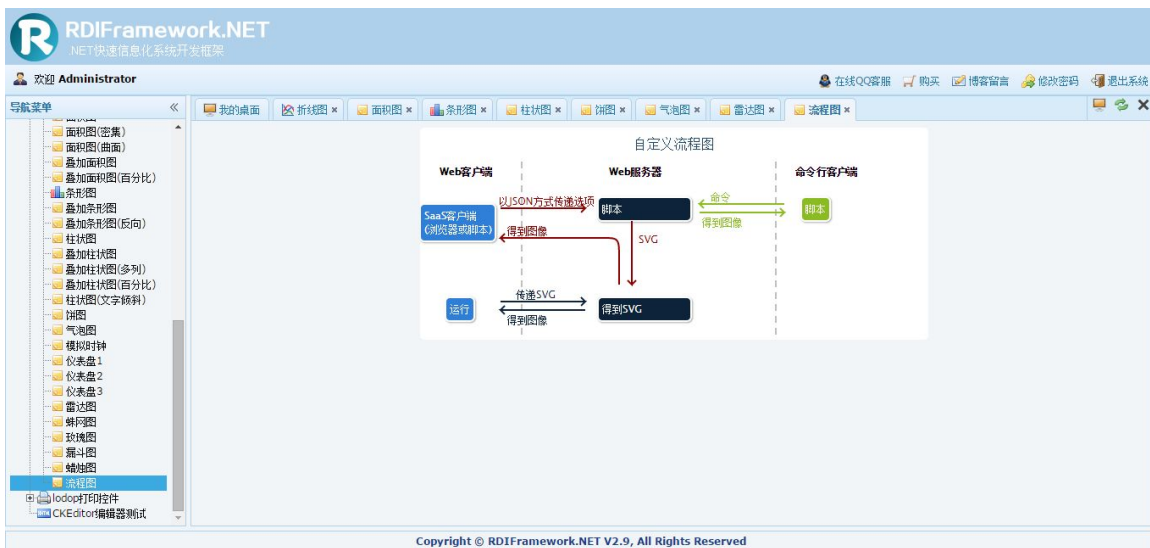 RDIFramework.NET
.NET快速信息化系统开发框架
欢迎 Administrator
在线QQ客服 购买 博客留言 修改密码 退出系统
导航菜单
我的桌面 折线图 面积图 条形图 柱状图 饼图 气泡图 雷达图 流程图
面积图(密集)
面积图(曲面)
叠加面积图
叠加面积图(百分比)
条形图
叠加条形图
叠加条形图(反向)
柱状图
叠加柱状图
叠加柱状图(多列)
叠加柱状图(百分比)
柱状图(文字倾斜)
饼图
气泡图
模拟时钟
仪表盘1
仪表盘2
仪表盘3
雷达图
蛛网图
玫瑰图
漏斗图
蜡烛图
流程图
lodop打印控件
CKEditor编辑器测试
自定义流程图
Web客户端 Web服务器 命令行客户端
以JSON方式传递选项
命令
SaaS客户端
(浏览器或脚本)
脚本
脚本
得到图像
得到图像
SVG
传递SVG
运行
得到SVG
得到图像
Copyright © RDIFramework.NET V2.9, All Rights Reserved